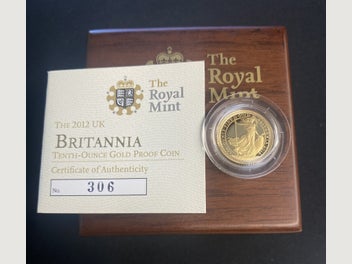 The
Royal
Mint
The
Royal
Mint
THE 2012 UK
BRITANNIA
TENTH-OUNCE GOLD PROOF COIN
Certificate of Authenticity
No. 306